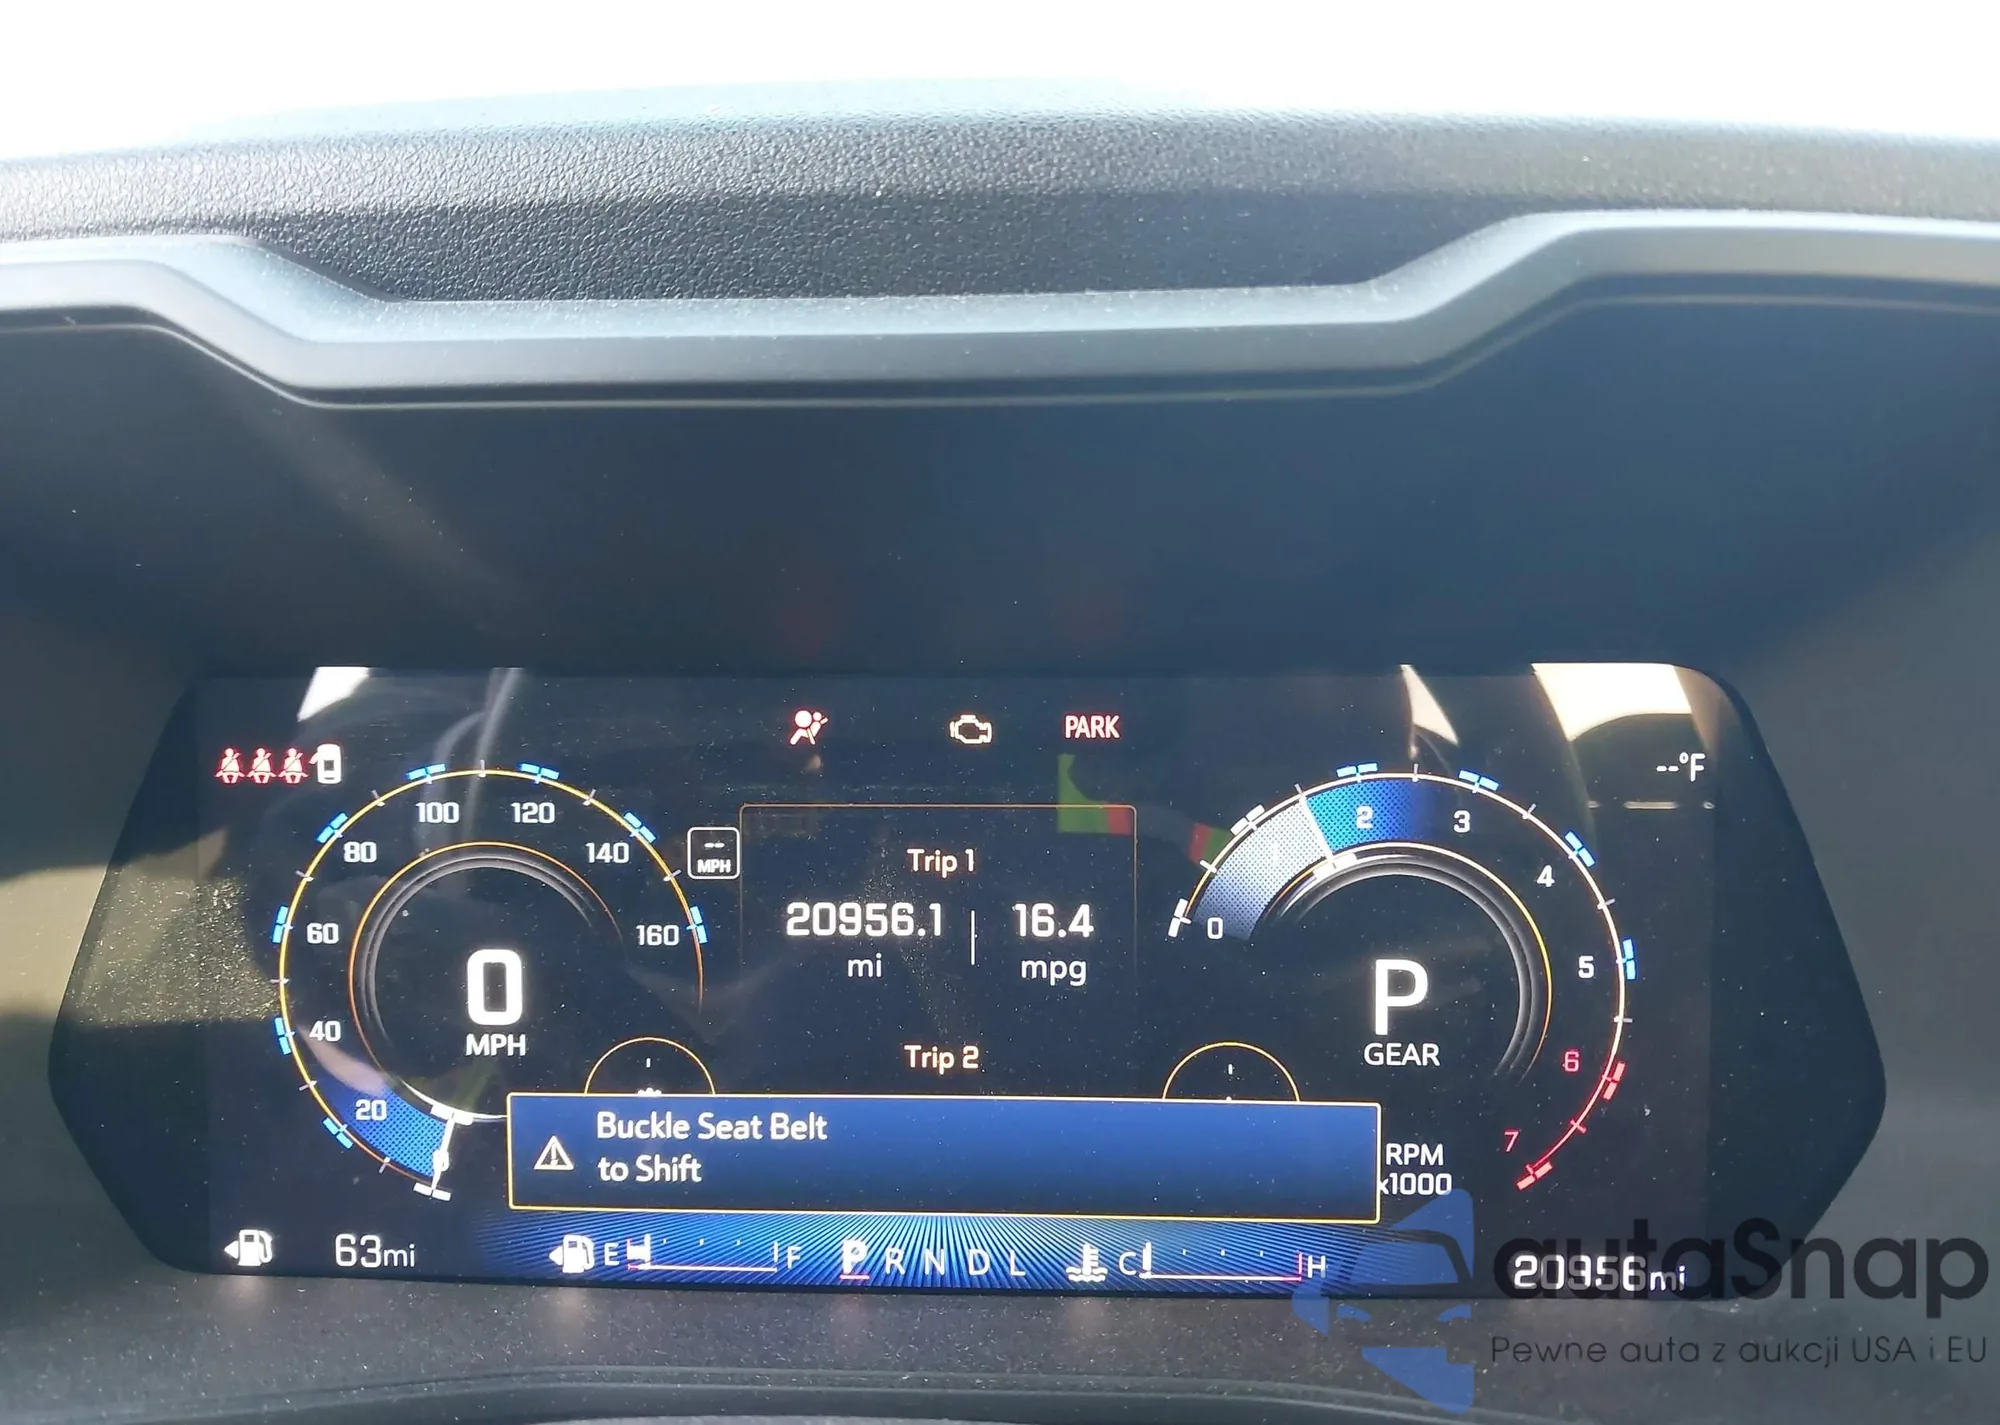 PARK
--°F
100
120
80
140
60
160
40
20
0
0
MPH
--
MPH
Trip 1
20956.1
mi
16.4
mpg
Trip 2
0
2
3
4
5
6
7
P
GEAR
RPM
x1000
Buckle Seat Belt
to Shift
63mi
E F
P R N D L
C H
20956mi
autaSnap
Pewne auta z aukcji USA i EU